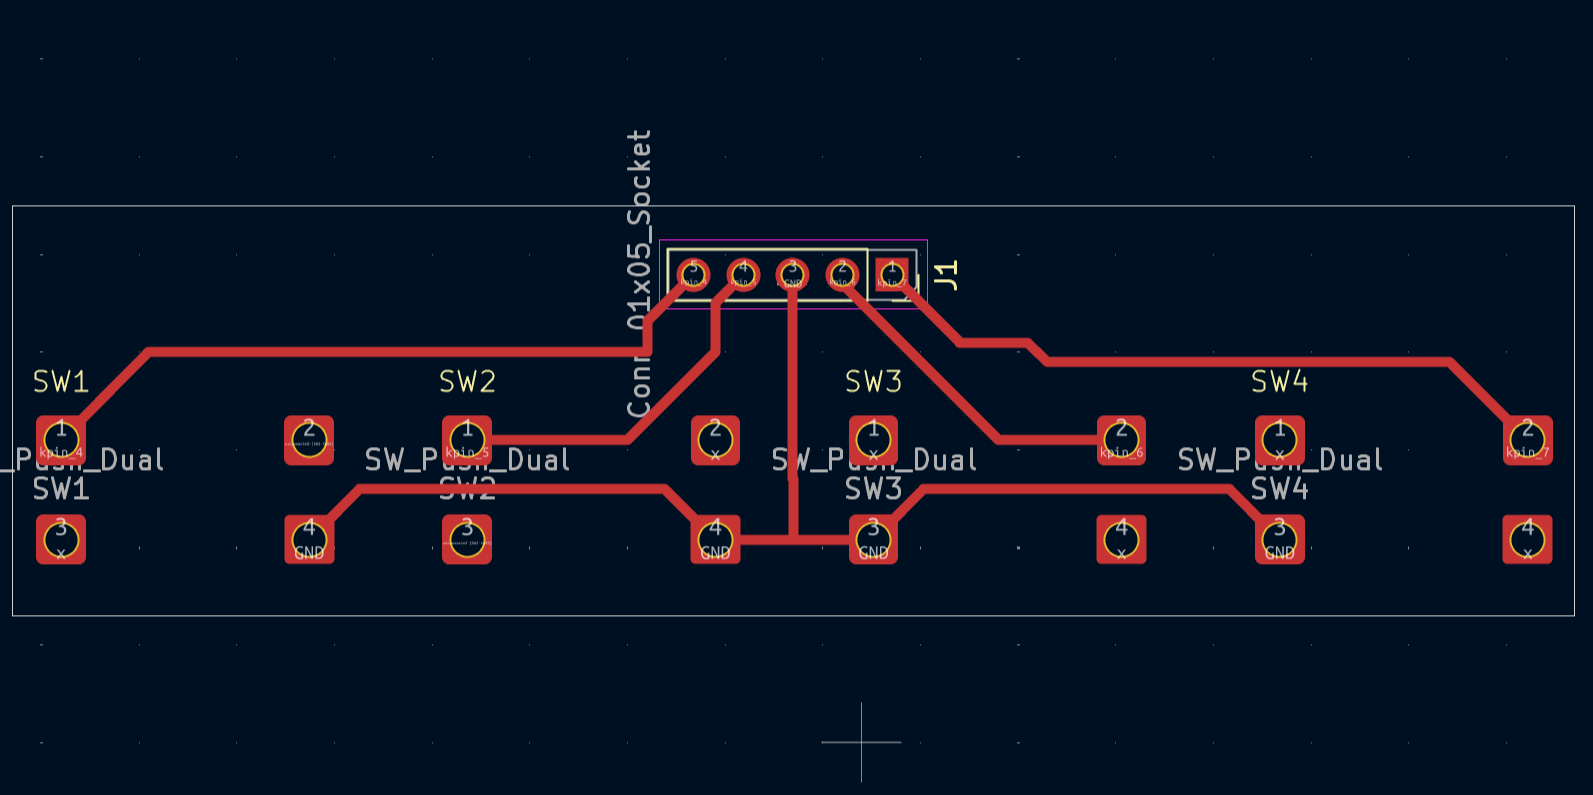 Conn_01x05_Socket
J1
5
kpin_4
4
kpin_5
3
GND
2
kpin_6
1
kpin_7
SW1
SW2
SW3
SW4
1
kpin_4
2
1
kpin_5
2
x
1
x
2
kpin_6
1
x
2
kpin_7
_Push_Dual
SW_Push_Dual
SW_Push_Dual
SW_Push_Dual
SW1
SW2
SW3
SW4
3
x
4
GND
3
4
GND
3
GND
4
x
3
GND
4
x